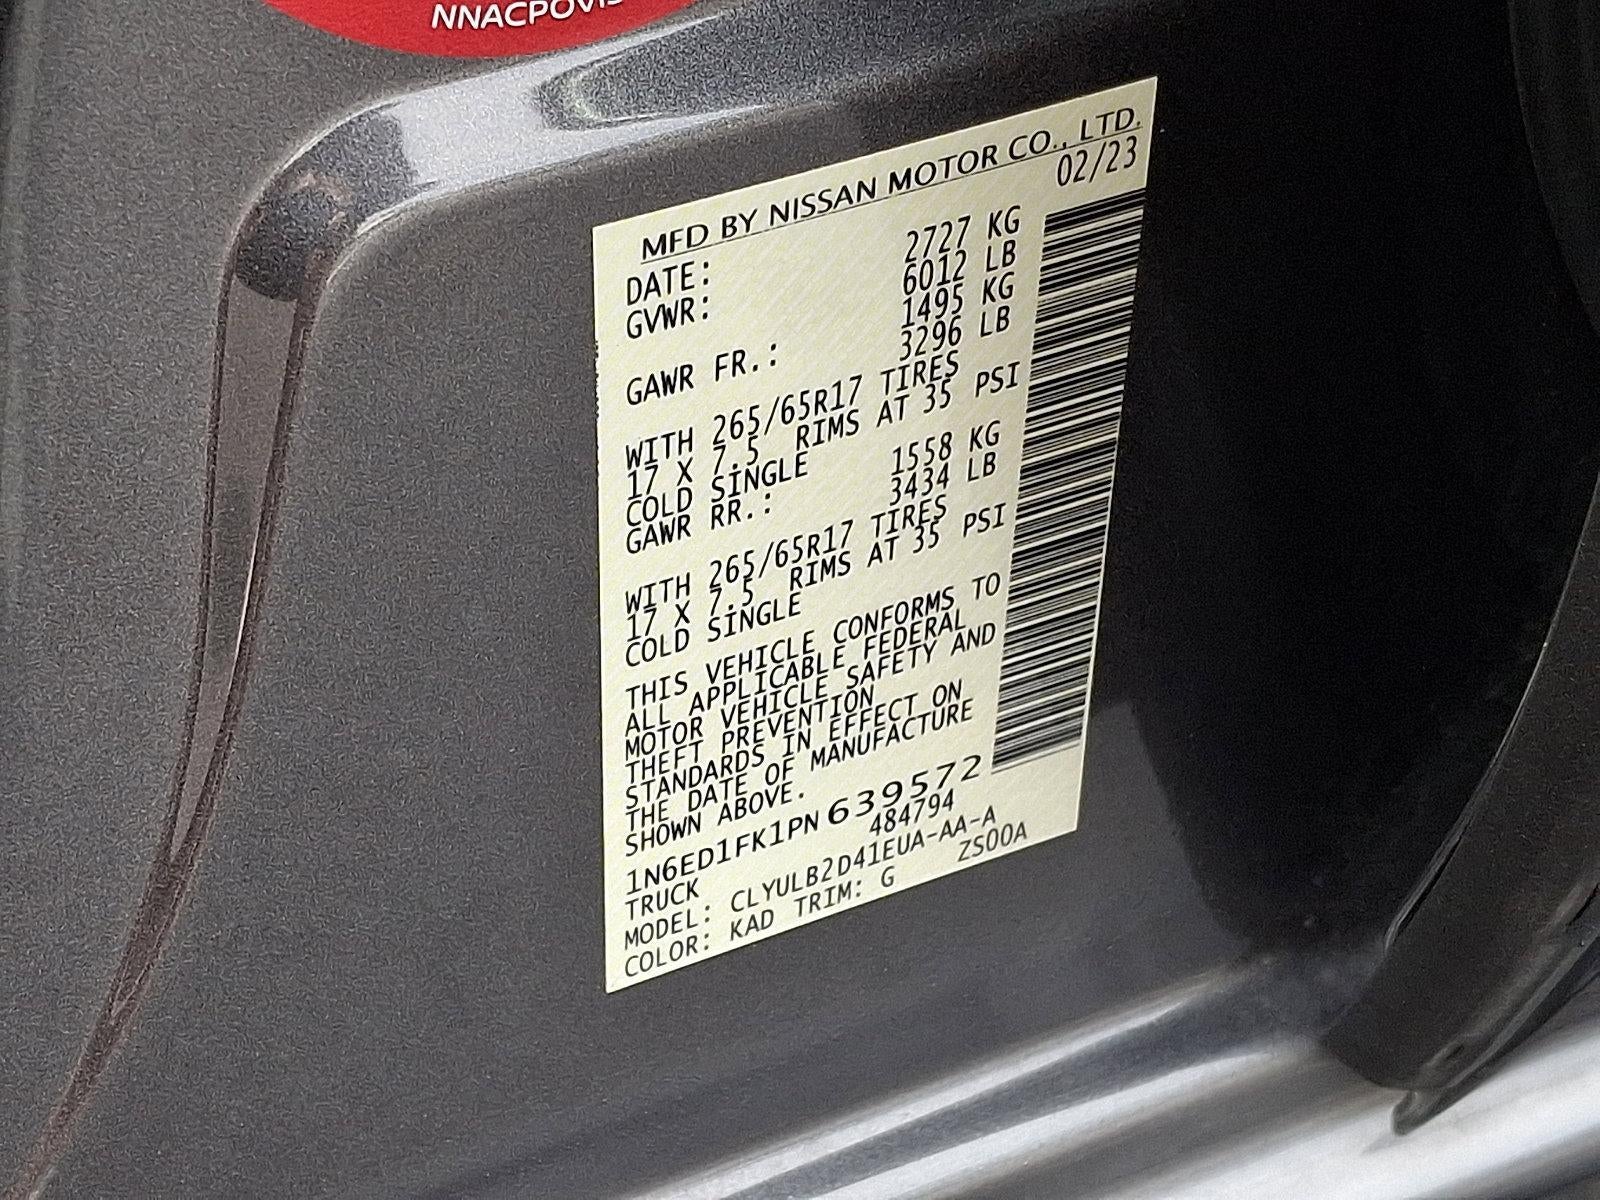 NNACPOVIS
MFD BY NISSAN MOTOR CO., LTD.
DATE: 02/23
GVWR: 2727 KG
6012 LB
GAWR FR.: 1495 KG
3296 LB
WITH 265/65R17 TIRES
17 X 7.5 RIMS AT 35 PSI
COLD SINGLE
GAWR RR.: 1558 KG
3434 LB
WITH 265/65R17 TIRES
17 X 7.5 RIMS AT 35 PSI
COLD SINGLE
THIS VEHICLE CONFORMS TO
ALL APPLICABLE FEDERAL
MOTOR VEHICLE SAFETY AND
THEFT PREVENTION
STANDARDS IN EFFECT ON
THE DATE OF MANUFACTURE
SHOWN ABOVE.
1N6ED1FK1PN639572
TRUCK 484794
MODEL: CLYULB2D41EUA-AA-A
COLOR: KAD TRIM: G ZS00A